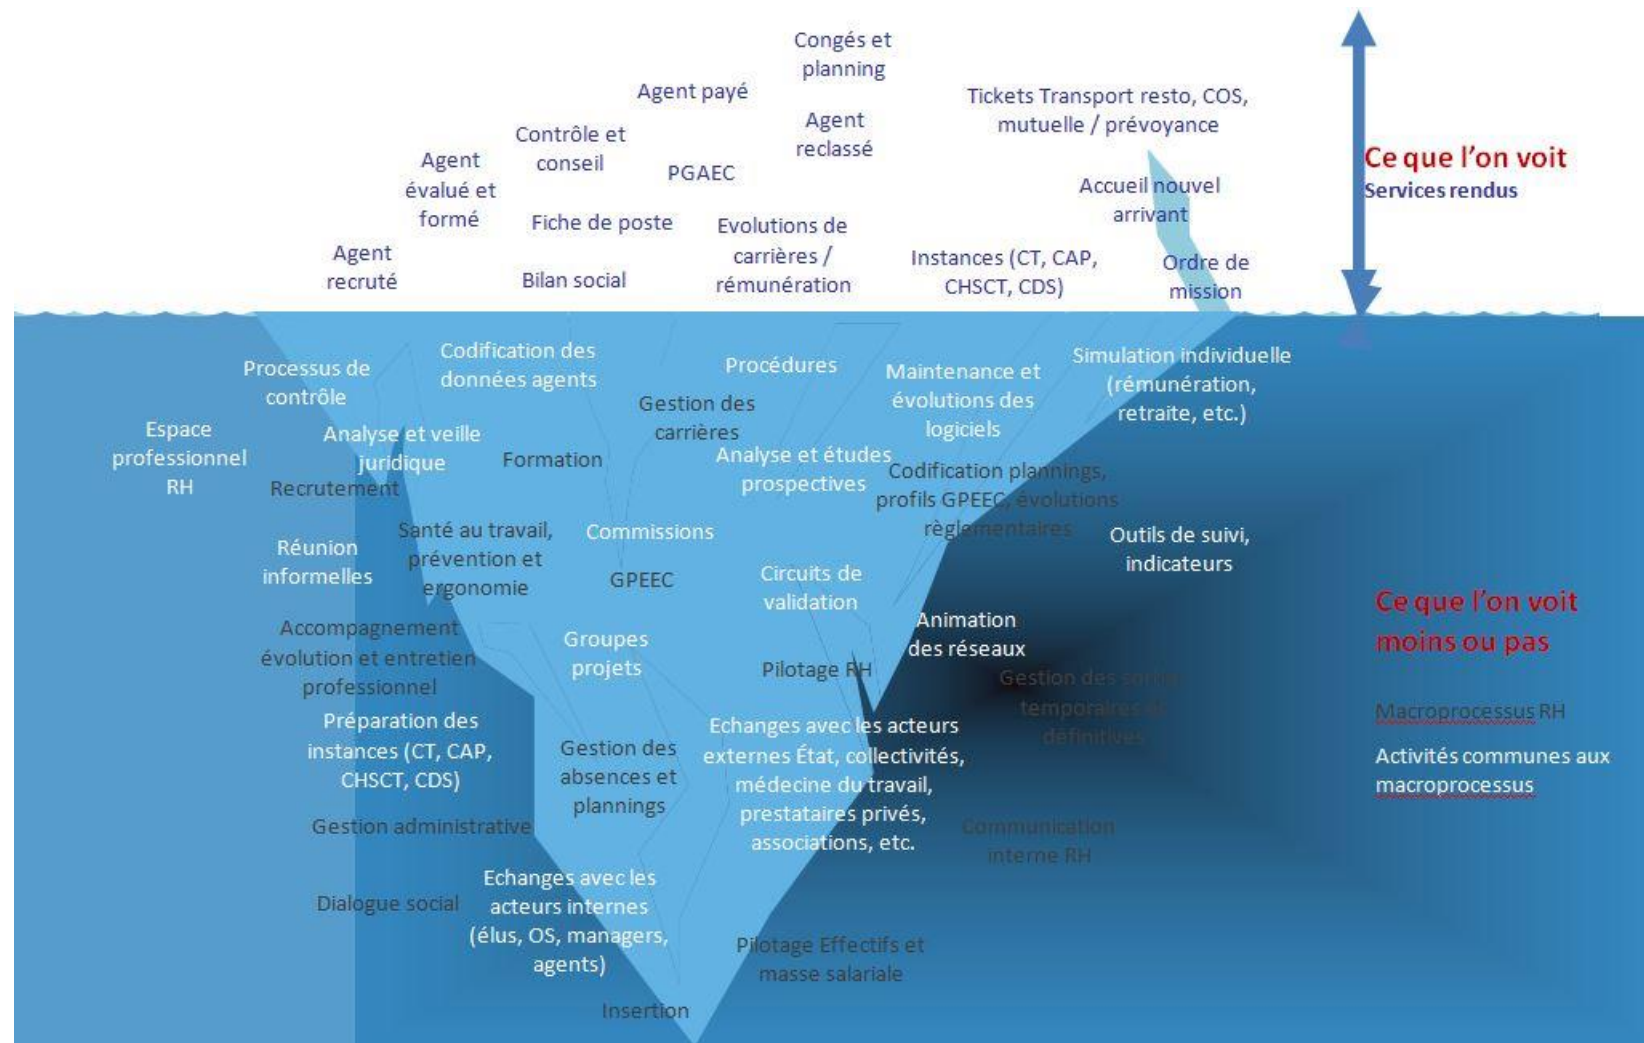 Congés et
planning
Agent payé
Tickets Transport resto, COS,
mutuelle / prévoyance
Contrôle et
conseil
Agent
reclassé
Agent
évalué et
formé
PGAEC
Ce que l'on voit
Services rendus
Accueil nouvel
arrivant
Fiche de poste
Evolutions de
carrières /
rémunération
Agent
recruté
Bilan social
Instances (CT, CAP,
CHSCT, CDS)
Ordre de
mission
Processus de
contrôle
Codification des
données agents
Procédures
Maintenance et
évolutions des
logiciels
Simulation individuelle
(rémunération,
retraite, etc.)
Gestion des
carrières
Espace
professionnel
RH
Analyse et veille
juridique
Formation
Analyse et études
prospectives
Codification plannings,
profils GPEEC, évolutions
règlementaires
Recrutement
Santé au travail,
prévention et
ergonomie
Commissions
Outils de suivi,
indicateurs
Réunion
informelles
GPEEC
Circuits de
validation
Ce que l'on voit
moins ou pas
Accompagnement
évolution et entretien
professionnel
Groupes
projets
Animation
des réseaux
Pilotage RH
Gestion des
temporaires
définitives
Macroprocessus RH
Préparation des
instances (CT, CAP,
CHSCT, CDS)
Gestion des
absences et
plannings
Echanges avec les acteurs
externes État, collectivités,
médecine du travail,
prestataires privés,
associations, etc.
Activités communes aux
macroprocessus
Gestion administrative
Communication
interne RH
Dialogue social
Echanges avec les
acteurs internes
(élus, OS, managers,
agents)
Pilotage Effectifs et
masse salariale
Insertion